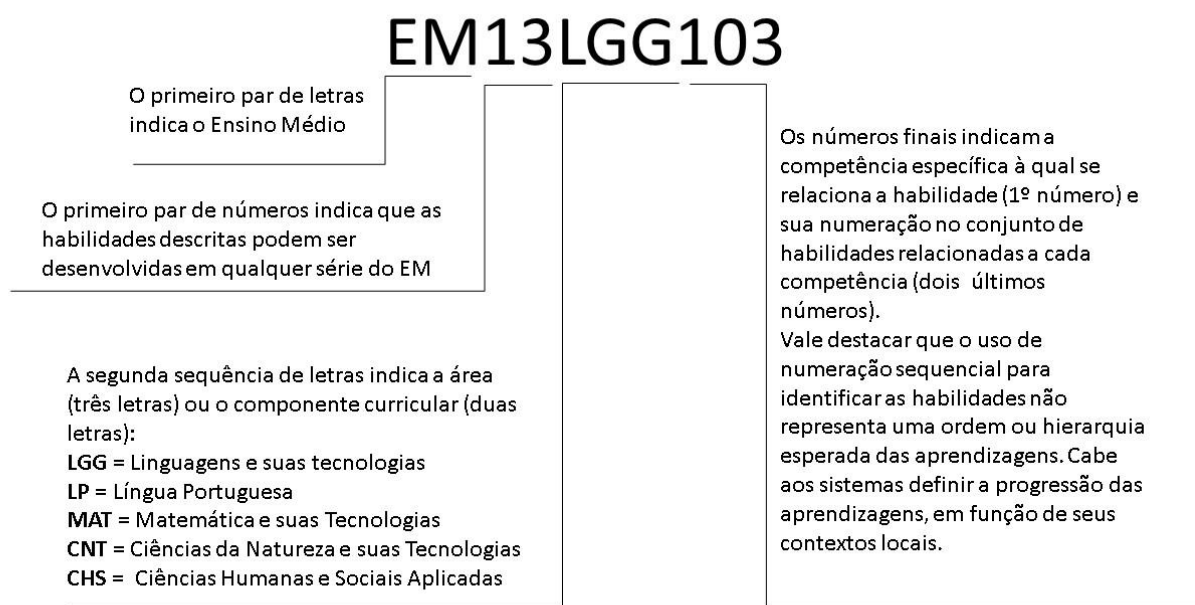 EM13LGG103
O primeiro par de letras
indica o Ensino Médio
O primeiro par de números indica que as
habilidades descritas podem ser
desenvolvidas em qualquer série do EM
A segunda sequência de letras indica a área
(três letras) ou o componente curricular (duas
letras):
LGG = Linguagens e suas tecnologias
LP = Língua Portuguesa
MAT = Matemática e suas Tecnologias
CNT = Ciências da Natureza e suas Tecnologias
CHS = Ciências Humanas e Sociais Aplicadas
Os números finais indicam a
competência específica à qual se
relaciona a habilidade (1º número) e
sua numeração no conjunto de
habilidades relacionadas a cada
competência (dois últimos
números).
Vale destacar que o uso de
numeração sequencial para
identificar as habilidades não
representa uma ordem ou hierarquia
esperada das aprendizagens. Cabe
aos sistemas definir a progressão das
aprendizagens, em função de seus
contextos locais.